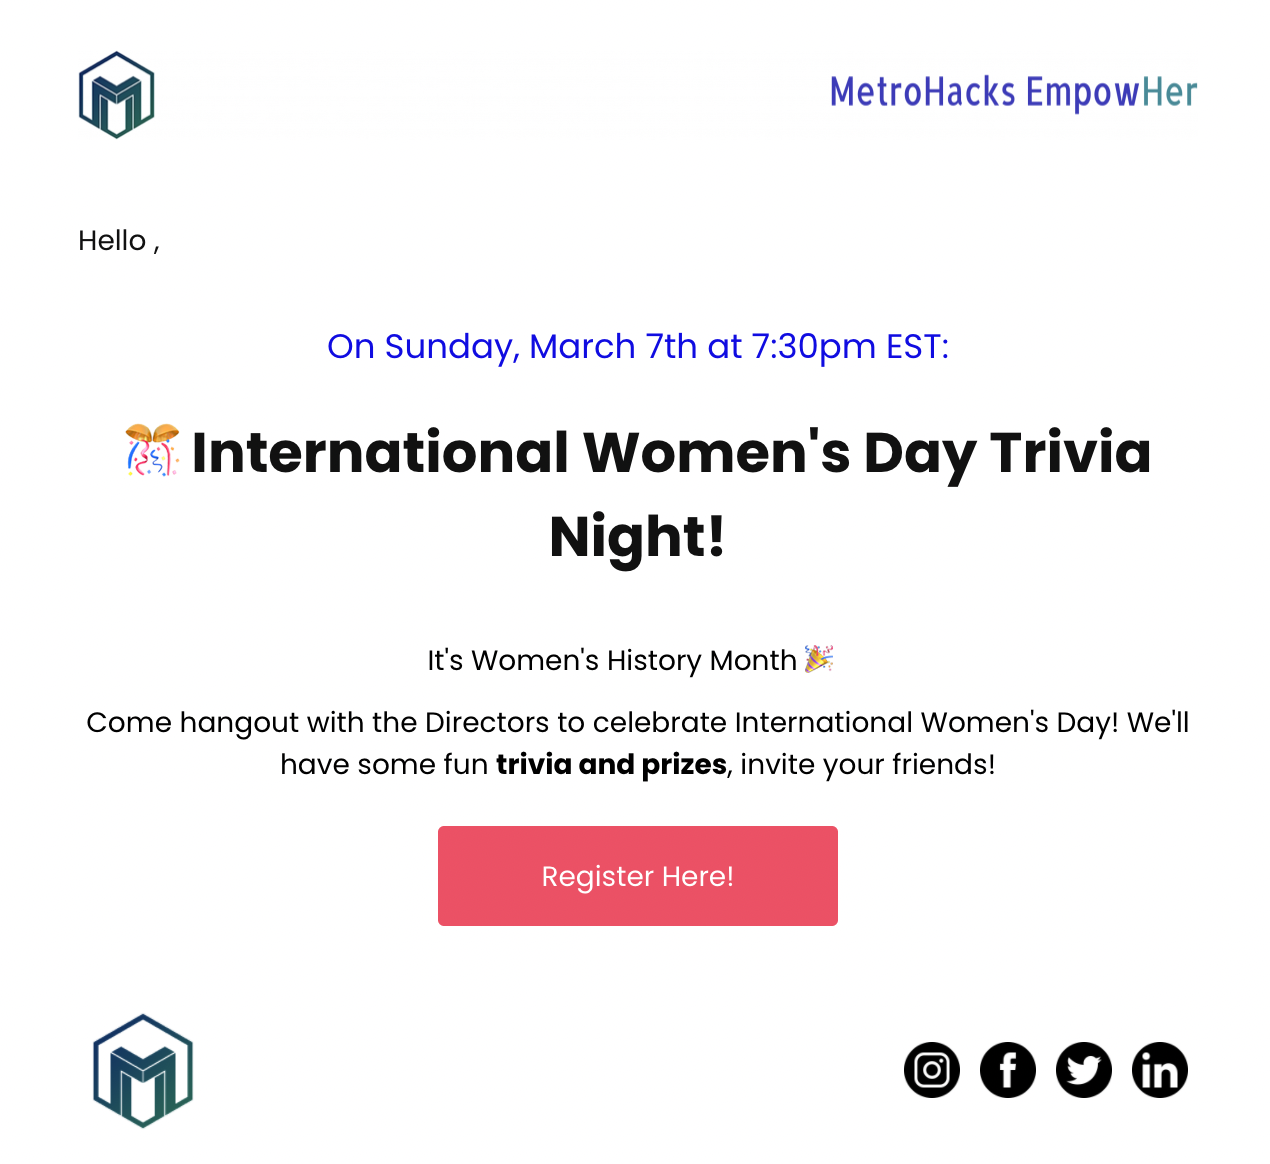 MetroHacks EmpowHer
Hello ,
On Sunday, March 7th at 7:30pm EST:
🎊 International Women's Day Trivia
Night!
It's Women's History Month 🎉
Come hangout with the Directors to celebrate International Women's Day! We'll
have some fun trivia and prizes, invite your friends!
Register Here!